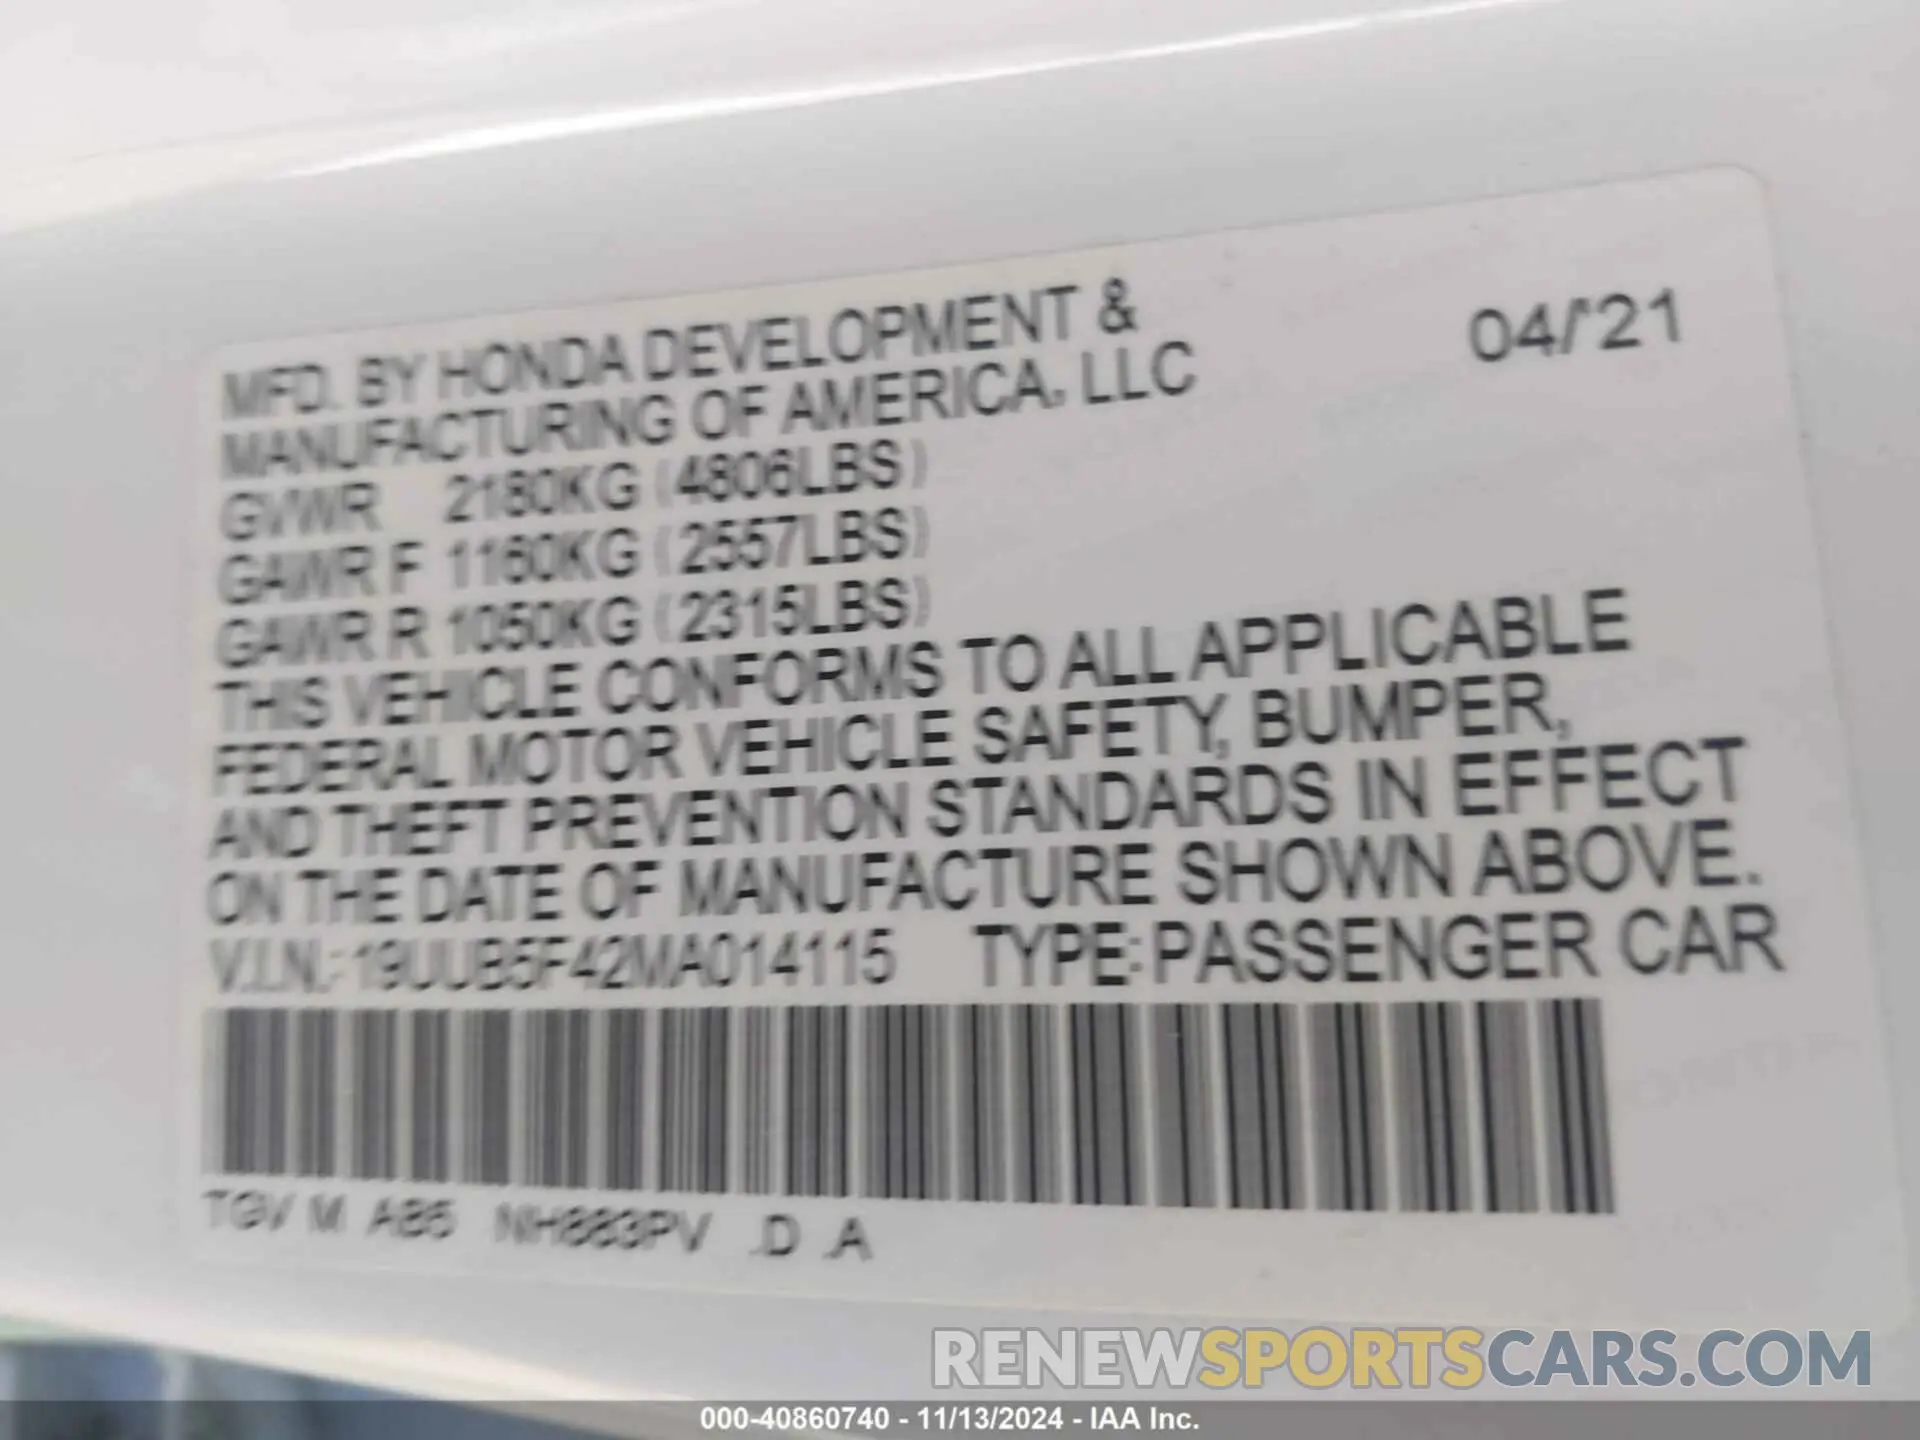 MFD. BY HONDA DEVELOPMENT & 04/'21
MANUFACTURING OF AMERICA, LLC
GVWR 2180KG (4806LBS)
GAWR F 1160KG (2557LBS)
GAWR R 1050KG (2315LBS)
THIS VEHICLE CONFORMS TO ALL APPLICABLE
FEDERAL MOTOR VEHICLE SAFETY, BUMPER,
AND THEFT PREVENTION STANDARDS IN EFFECT
ON THE DATE OF MANUFACTURE SHOWN ABOVE.
V.I.N.: 19UUB5F42MA014115 TYPE: PASSENGER CAR
TGV M AB5 NH883PV .D .A
RENEWSPORTSCARS.COM
000-40860740 - 11/13/2024 - IAA Inc.